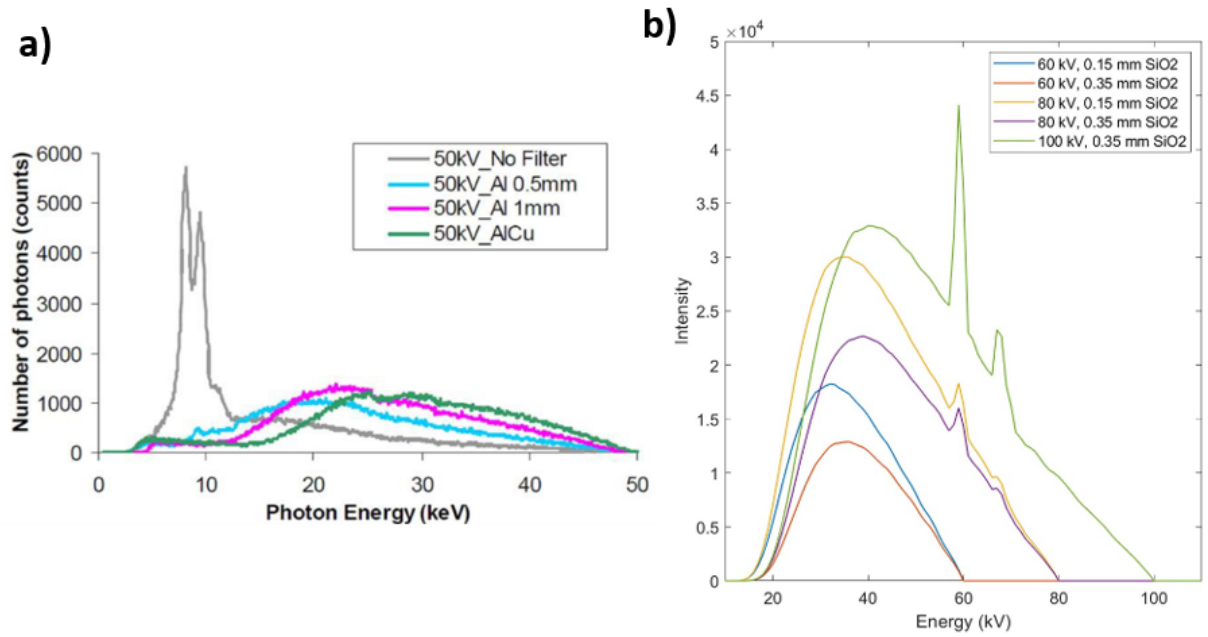 a)
Number of photons (counts)
6000
5000
4000
3000
2000
1000
0
50kV_No Filter
50kV_Al 0.5mm
50kV_Al 1mm
50kV_AlCu
0 10 20 30 40 50
Photon Energy (keV)
b)
×10⁴
Intensity
5
4.5
4
3.5
3
2.5
2
1.5
1
0.5
0
60 kV, 0.15 mm SiO2
60 kV, 0.35 mm SiO2
80 kV, 0.15 mm SiO2
80 kV, 0.35 mm SiO2
100 kV, 0.35 mm SiO2
20 40 60 80 100
Energy (kV)